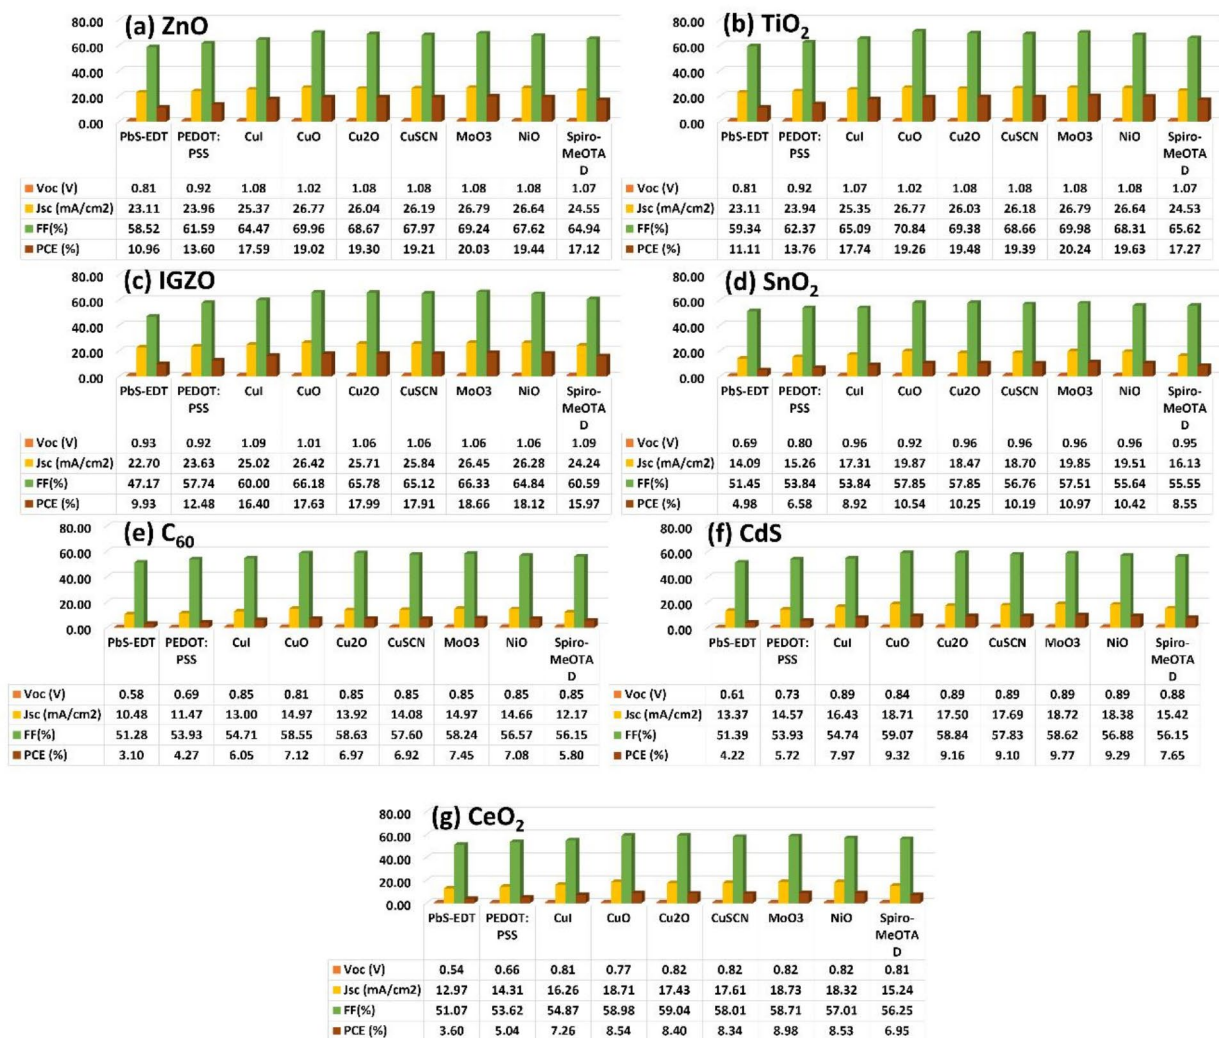 (a) ZnO
80.00
60.00
40.00
20.00
0.00
PbS-EDT PEDOT: PSS CuI CuO Cu2O CuSCN MoO3 NiO Spiro-MeOTAD
Voc (V) 0.81 0.92 1.08 1.02 1.08 1.08 1.08 1.08 1.07
Jsc (mA/cm2) 23.11 23.96 25.37 26.77 26.04 26.19 26.79 26.64 24.55
FF(%) 58.52 61.59 64.47 69.96 68.67 67.97 69.24 67.62 64.94
PCE (%) 10.96 13.60 17.59 19.02 19.30 19.21 20.03 19.44 17.12
(b) TiO2
80.00
60.00
40.00
20.00
0.00
PbS-EDT PEDOT: PSS CuI CuO Cu2O CuSCN MoO3 NiO Spiro-MeOTAD
Voc (V) 0.81 0.92 1.07 1.02 1.08 1.08 1.08 1.08 1.07
Jsc (mA/cm2) 23.11 23.94 25.35 26.77 26.03 26.18 26.79 26.64 24.53
FF(%) 59.34 62.37 65.09 70.84 69.38 68.66 69.98 68.31 65.62
PCE (%) 11.11 13.76 17.74 19.26 19.48 19.39 20.24 19.63 17.27
(c) IGZO
80.00
60.00
40.00
20.00
0.00
PbS-EDT PEDOT: PSS CuI CuO Cu2O CuSCN MoO3 NiO Spiro-MeOTAD
Voc (V) 0.93 0.92 1.09 1.01 1.06 1.06 1.06 1.06 1.09
Jsc (mA/cm2) 22.70 23.63 25.02 26.42 25.71 25.84 26.45 26.28 24.24
FF(%) 47.17 57.74 60.00 66.18 65.78 65.12 66.33 64.84 60.59
PCE (%) 9.93 12.48 16.40 17.63 17.99 17.91 18.66 18.12 15.97
(d) SnO2
80.00
60.00
40.00
20.00
0.00
PbS-EDT PEDOT: PSS CuI CuO Cu2O CuSCN MoO3 NiO Spiro-MeOTAD
Voc (V) 0.69 0.80 0.96 0.92 0.96 0.96 0.96 0.96 0.95
Jsc (mA/cm2) 14.09 15.26 17.31 19.87 18.47 18.70 19.85 19.51 16.13
FF(%) 51.45 53.84 53.84 57.85 57.85 56.76 57.51 55.64 55.55
PCE (%) 4.98 6.58 8.92 10.54 10.25 10.19 10.97 10.42 8.55
(e) C60
80.00
60.00
40.00
20.00
0.00
PbS-EDT PEDOT: PSS CuI CuO Cu2O CuSCN MoO3 NiO Spiro-MeOTAD
Voc (V) 0.58 0.69 0.85 0.81 0.85 0.85 0.85 0.85 0.85
Jsc (mA/cm2) 10.48 11.47 13.00 14.97 13.92 14.08 14.97 14.66 12.17
FF(%) 51.28 53.93 54.71 58.55 58.63 57.60 58.24 56.57 56.15
PCE (%) 3.10 4.27 6.05 7.12 6.97 6.92 7.45 7.08 5.80
(f) CdS
80.00
60.00
40.00
20.00
0.00
PbS-EDT PEDOT: PSS CuI CuO Cu2O CuSCN MoO3 NiO Spiro-MeOTAD
Voc (V) 0.61 0.73 0.89 0.84 0.89 0.89 0.89 0.89 0.88
Jsc (mA/cm2) 13.37 14.57 16.43 18.71 17.50 17.69 18.72 18.38 15.42
FF(%) 51.39 53.93 54.74 59.07 58.84 57.83 58.62 56.88 56.15
PCE (%) 4.22 5.72 7.97 9.32 9.16 9.10 9.77 9.29 7.65
(g) CeO2
80.00
60.00
40.00
20.00
0.00
PbS-EDT PEDOT: PSS CuI CuO Cu2O CuSCN MoO3 NiO Spiro-MeOTAD
Voc (V) 0.54 0.66 0.81 0.77 0.82 0.82 0.82 0.82 0.81
Jsc (mA/cm2) 12.97 14.31 16.26 18.71 17.43 17.61 18.73 18.32 15.24
FF(%) 51.07 53.62 54.87 58.98 59.04 58.01 58.71 57.01 56.25
PCE (%) 3.60 5.04 7.26 8.54 8.40 8.34 8.98 8.53 6.95